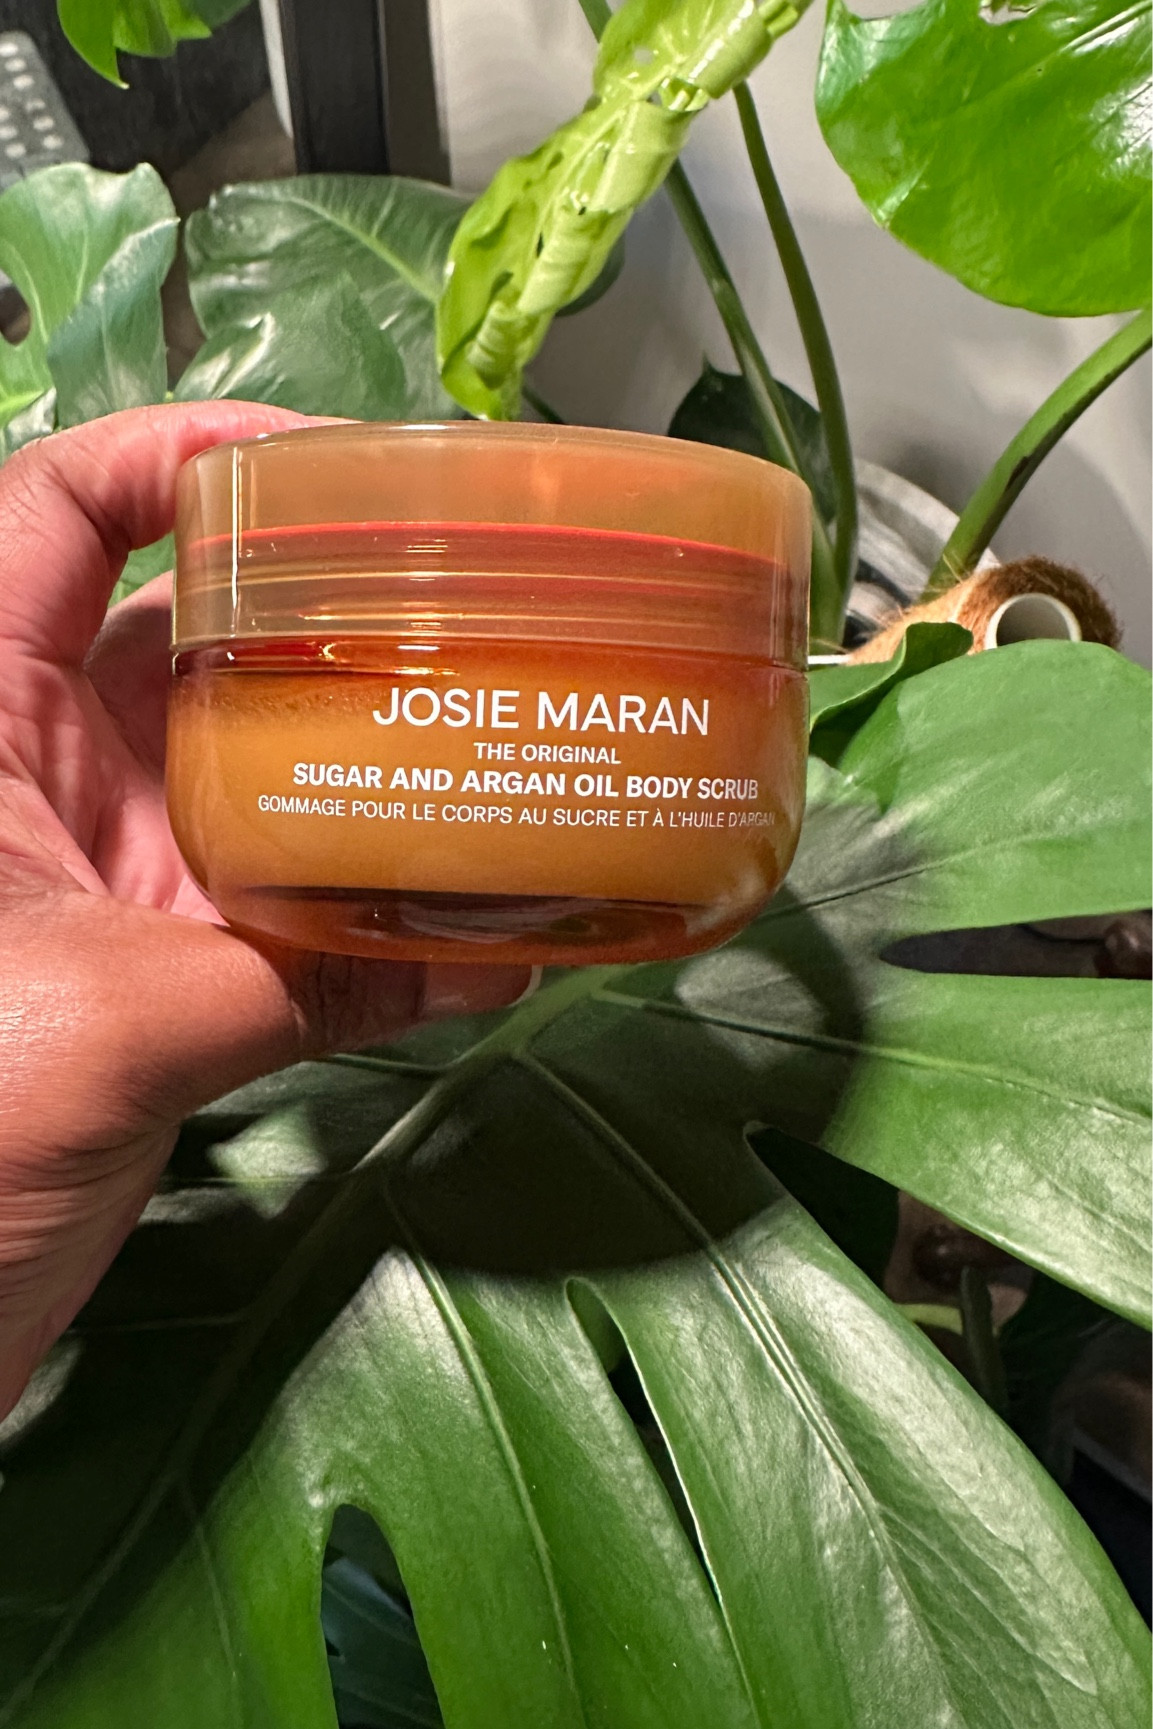 JOSIE MARAN
THE ORIGINAL
SUGAR AND ARGAN OIL BODY SCRUB
GOMMAGE POUR LE CORPS AU SUCRE ET À L'HUILE D'ARGAN